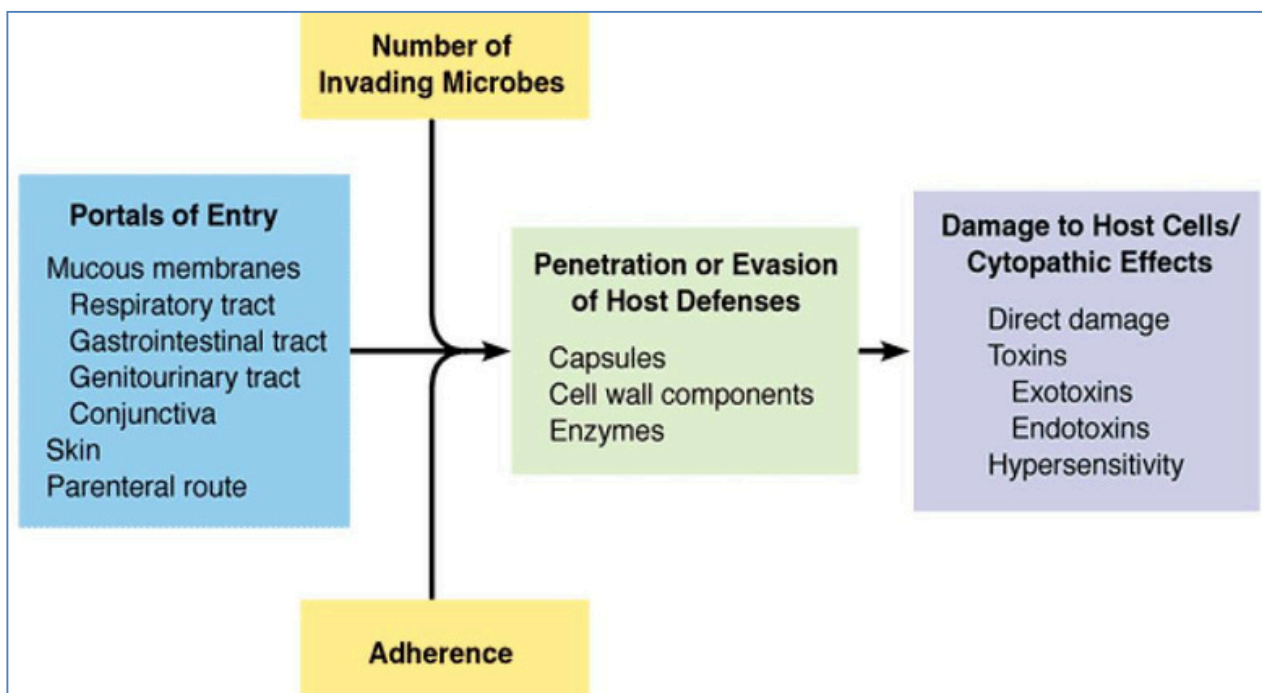 Number of
Invading Microbes
Portals of Entry
Mucous membranes
Respiratory tract
Gastrointestinal tract
Genitourinary tract
Conjunctiva
Skin
Parenteral route
Penetration or Evasion
of Host Defenses
Capsules
Cell wall components
Enzymes
Damage to Host Cells/
Cytopathic Effects
Direct damage
Toxins
Exotoxins
Endotoxins
Hypersensitivity
Adherence